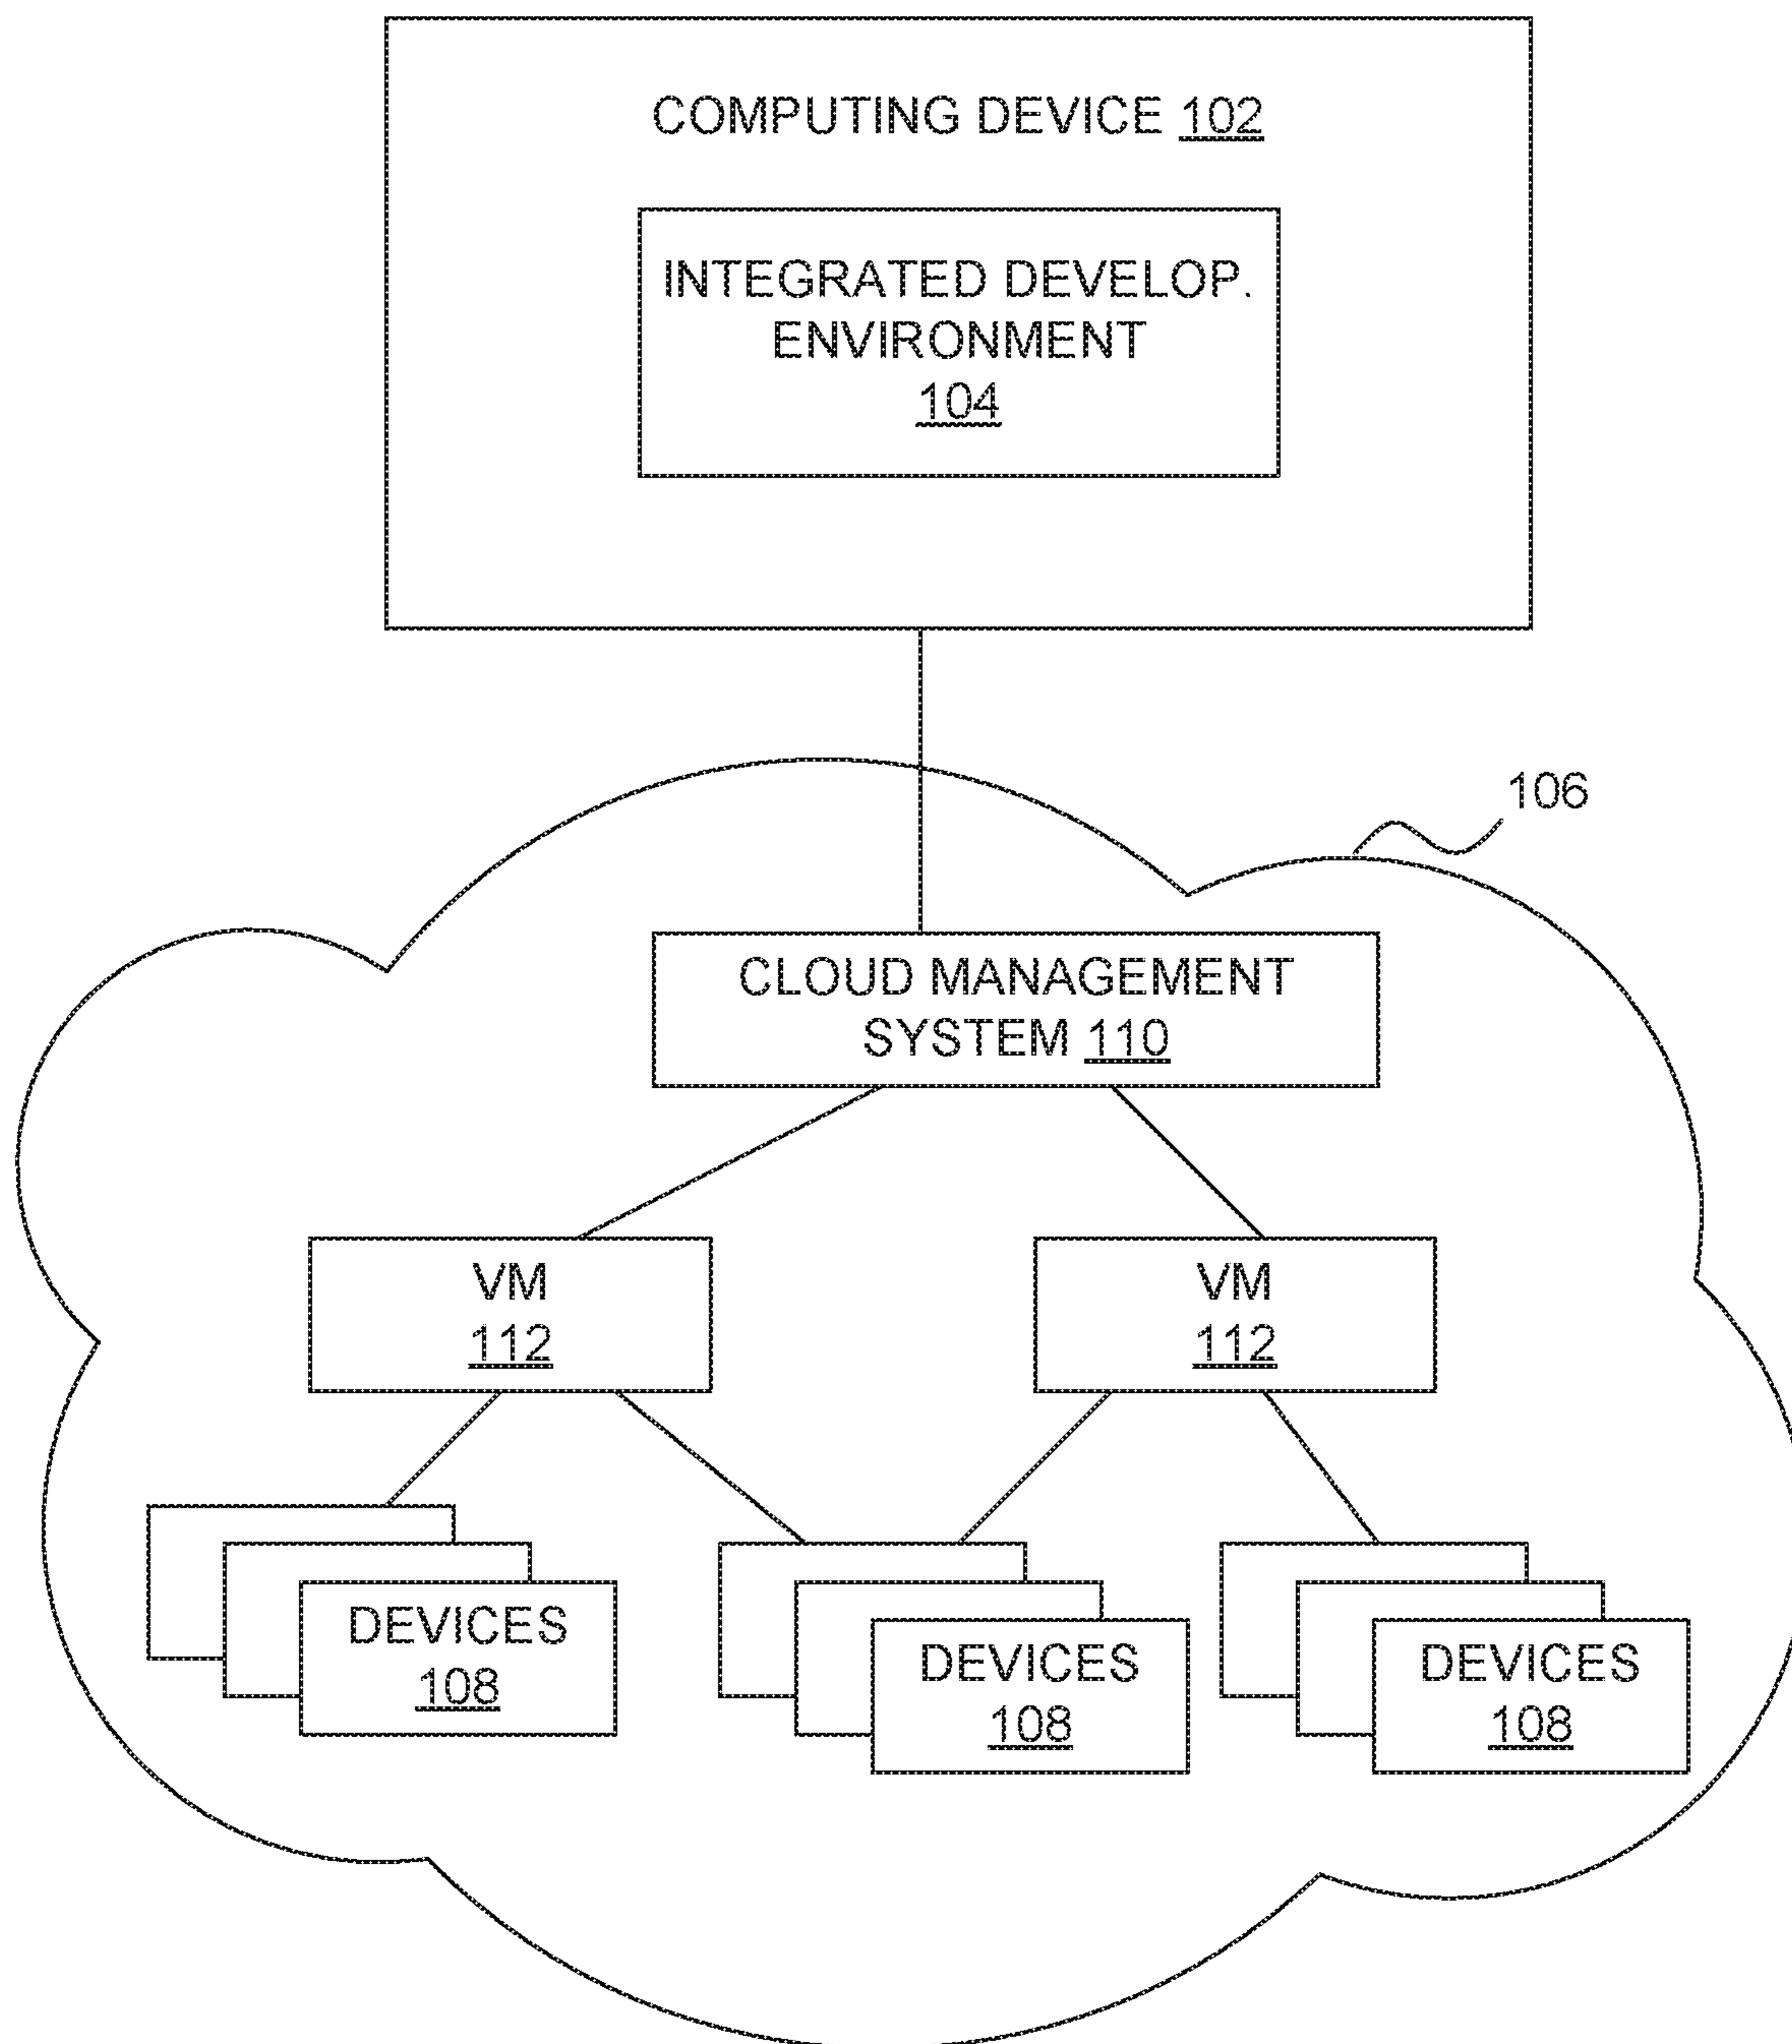 COMPUTING DEVICE 102
INTEGRATED DEVELOP.
ENVIRONMENT
104
106
CLOUD MANAGEMENT
SYSTEM 110
VM
112
VM
112
DEVICES
108
DEVICES
108
DEVICES
108